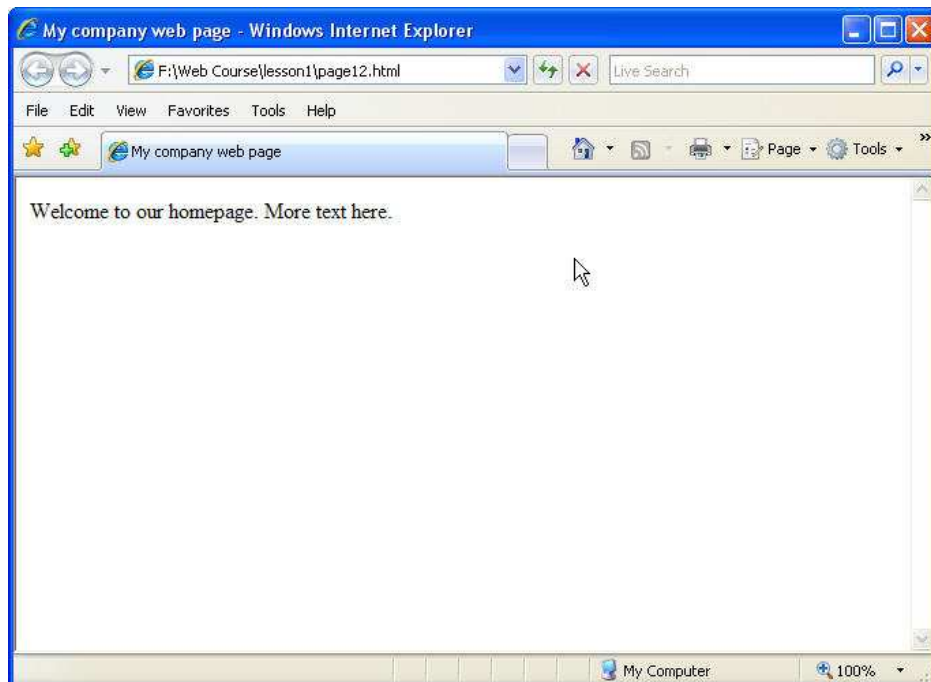 My company web page - Windows Internet Explorer
F:\Web Course\lesson1\page12.html
Live Search
File Edit View Favorites Tools Help
My company web page
Page Tools »
Welcome to our homepage. More text here.
My Computer
100%